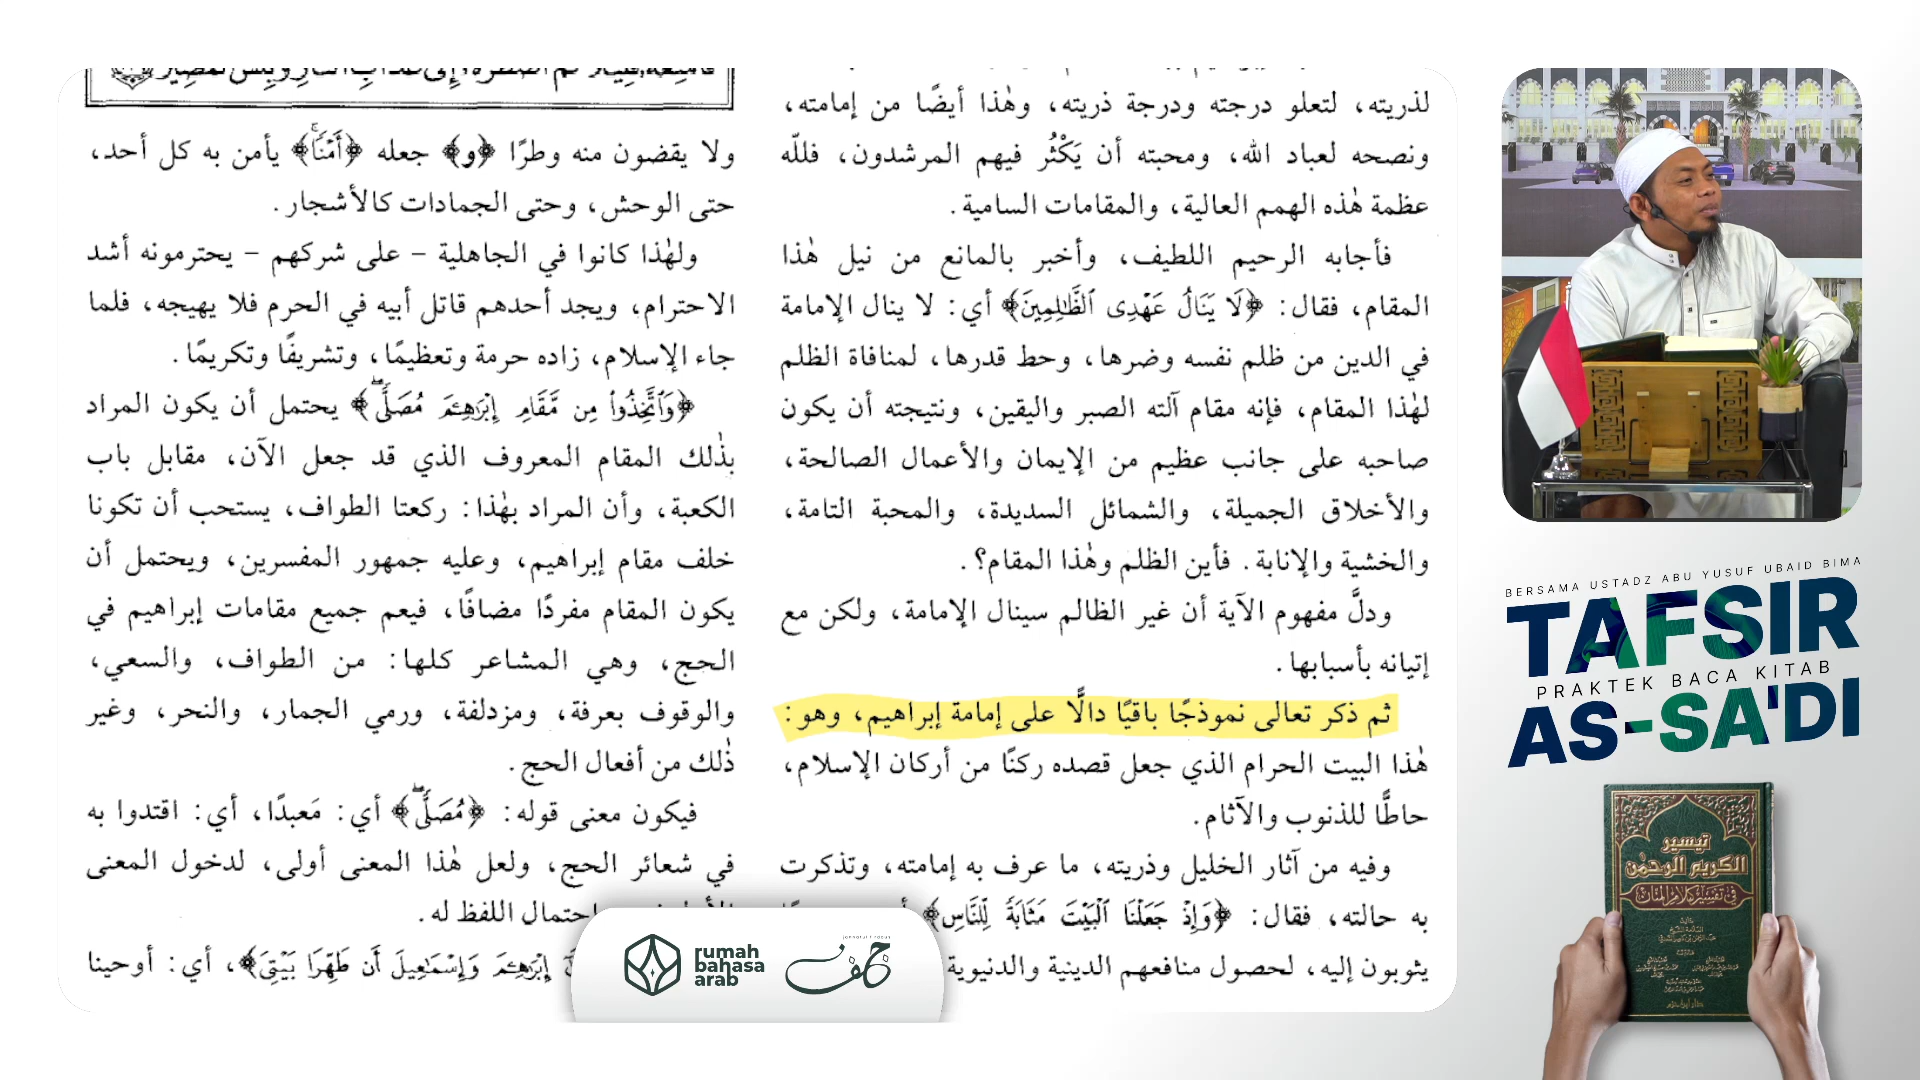 لذريته، لتعلو درجته ودرجة ذريته، وهٰذا أيضًا من إمامته،
ونصحه لعباد الله، ومحبته أن يَكْثُر فيهم المرشدون، فللّه
عظمة هٰذه الهمم العالية، والمقامات السامية.
فأجابه الرحيم اللطيف، وأخبر بالمانع من نيل هٰذا
المقام، فقال: ﴿لَا يَنَالُ عَهْدِى ٱلظَّٰلِمِينَ﴾ أي: لا ينال الإمامة
في الدين من ظلم نفسه وضرها، وحط قدرها، لمنافاة الظلم
لهٰذا المقام، فإنه مقام آلته الصبر واليقين، ونتيجته أن يكون
صاحبه على جانب عظيم من الإيمان والأعمال الصالحة،
والأخلاق الجميلة، والشمائل السديدة، والمحبة التامة،
والخشية والإنابة. فأين الظلم وهٰذا المقام؟.
ودلَّ مفهوم الآية أن غير الظالم سينال الإمامة، ولكن مع
إتيانه بأسبابها.
ثم ذكر تعالى نموذجًا باقيًا دالًّا على إمامة إبراهيم، وهو:
هٰذا البيت الحرام الذي جعل قصده ركنًا من أركان الإسلام،
حاطًّا للذنوب والآثام.
وفيه من آثار الخليل وذريته، ما عرف به إمامته، وتذكرت
به حالته، فقال: ﴿وَإِذْ جَعَلْنَا ٱلْبَيْتَ مَثَابَةً لِّلنَّاسِ﴾
يثوبون إليه، لحصول منافعهم الدينية والدنيوية
ولا يقضون منه وطرًا ﴿و﴾ جعله ﴿أَمْنًا﴾ يأمن به كل أحد،
حتى الوحش، وحتى الجمادات كالأشجار.
ولهٰذا كانوا في الجاهلية – على شركهم – يحترمونه أشد
الاحترام، ويجد أحدهم قاتل أبيه في الحرم فلا يهيجه، فلما
جاء الإسلام، زاده حرمة وتعظيمًا، وتشريفًا وتكريمًا.
﴿وَٱتَّخِذُوا۟ مِن مَّقَامِ إِبْرَٰهِـۧمَ مُصَلًّى﴾ يحتمل أن يكون المراد
بذٰلك المقام المعروف الذي قد جعل الآن، مقابل باب
الكعبة، وأن المراد بهٰذا: ركعتا الطواف، يستحب أن تكونا
خلف مقام إبراهيم، وعليه جمهور المفسرين، ويحتمل أن
يكون المقام مفردًا مضافًا، فيعم جميع مقامات إبراهيم في
الحج، وهي المشاعر كلها: من الطواف، والسعي،
والوقوف بعرفة، ومزدلفة، ورمي الجمار، والنحر، وغير
ذٰلك من أفعال الحج.
فيكون معنى قوله: ﴿مُصَلًّى﴾ أي: مَعبدًا، أي: اقتدوا به
في شعائر الحج، ولعل هٰذا المعنى أولى، لدخول المعنى
احتمال اللفظ له.
إِبْرَٰهِـۧمَ وَإِسْمَٰعِيلَ أَن طَهِّرَا بَيْتِىَ﴾، أي: أوحينا
rumah
bahasa
arab
BERSAMA USTADZ ABU YUSUF UBAID BIMA
TAFSIR
PRAKTEK BACA KITAB
AS-SA'DI
تيسير
الكريم الرحمن
في تفسير كلام المنان